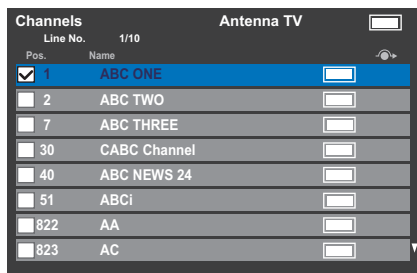 Channels Antenna TV
Line No. 1/10
Pos. Name
1 ABC ONE
2 ABC TWO
7 ABC THREE
30 CABC Channel
40 ABC NEWS 24
51 ABCi
822 AA
823 AC